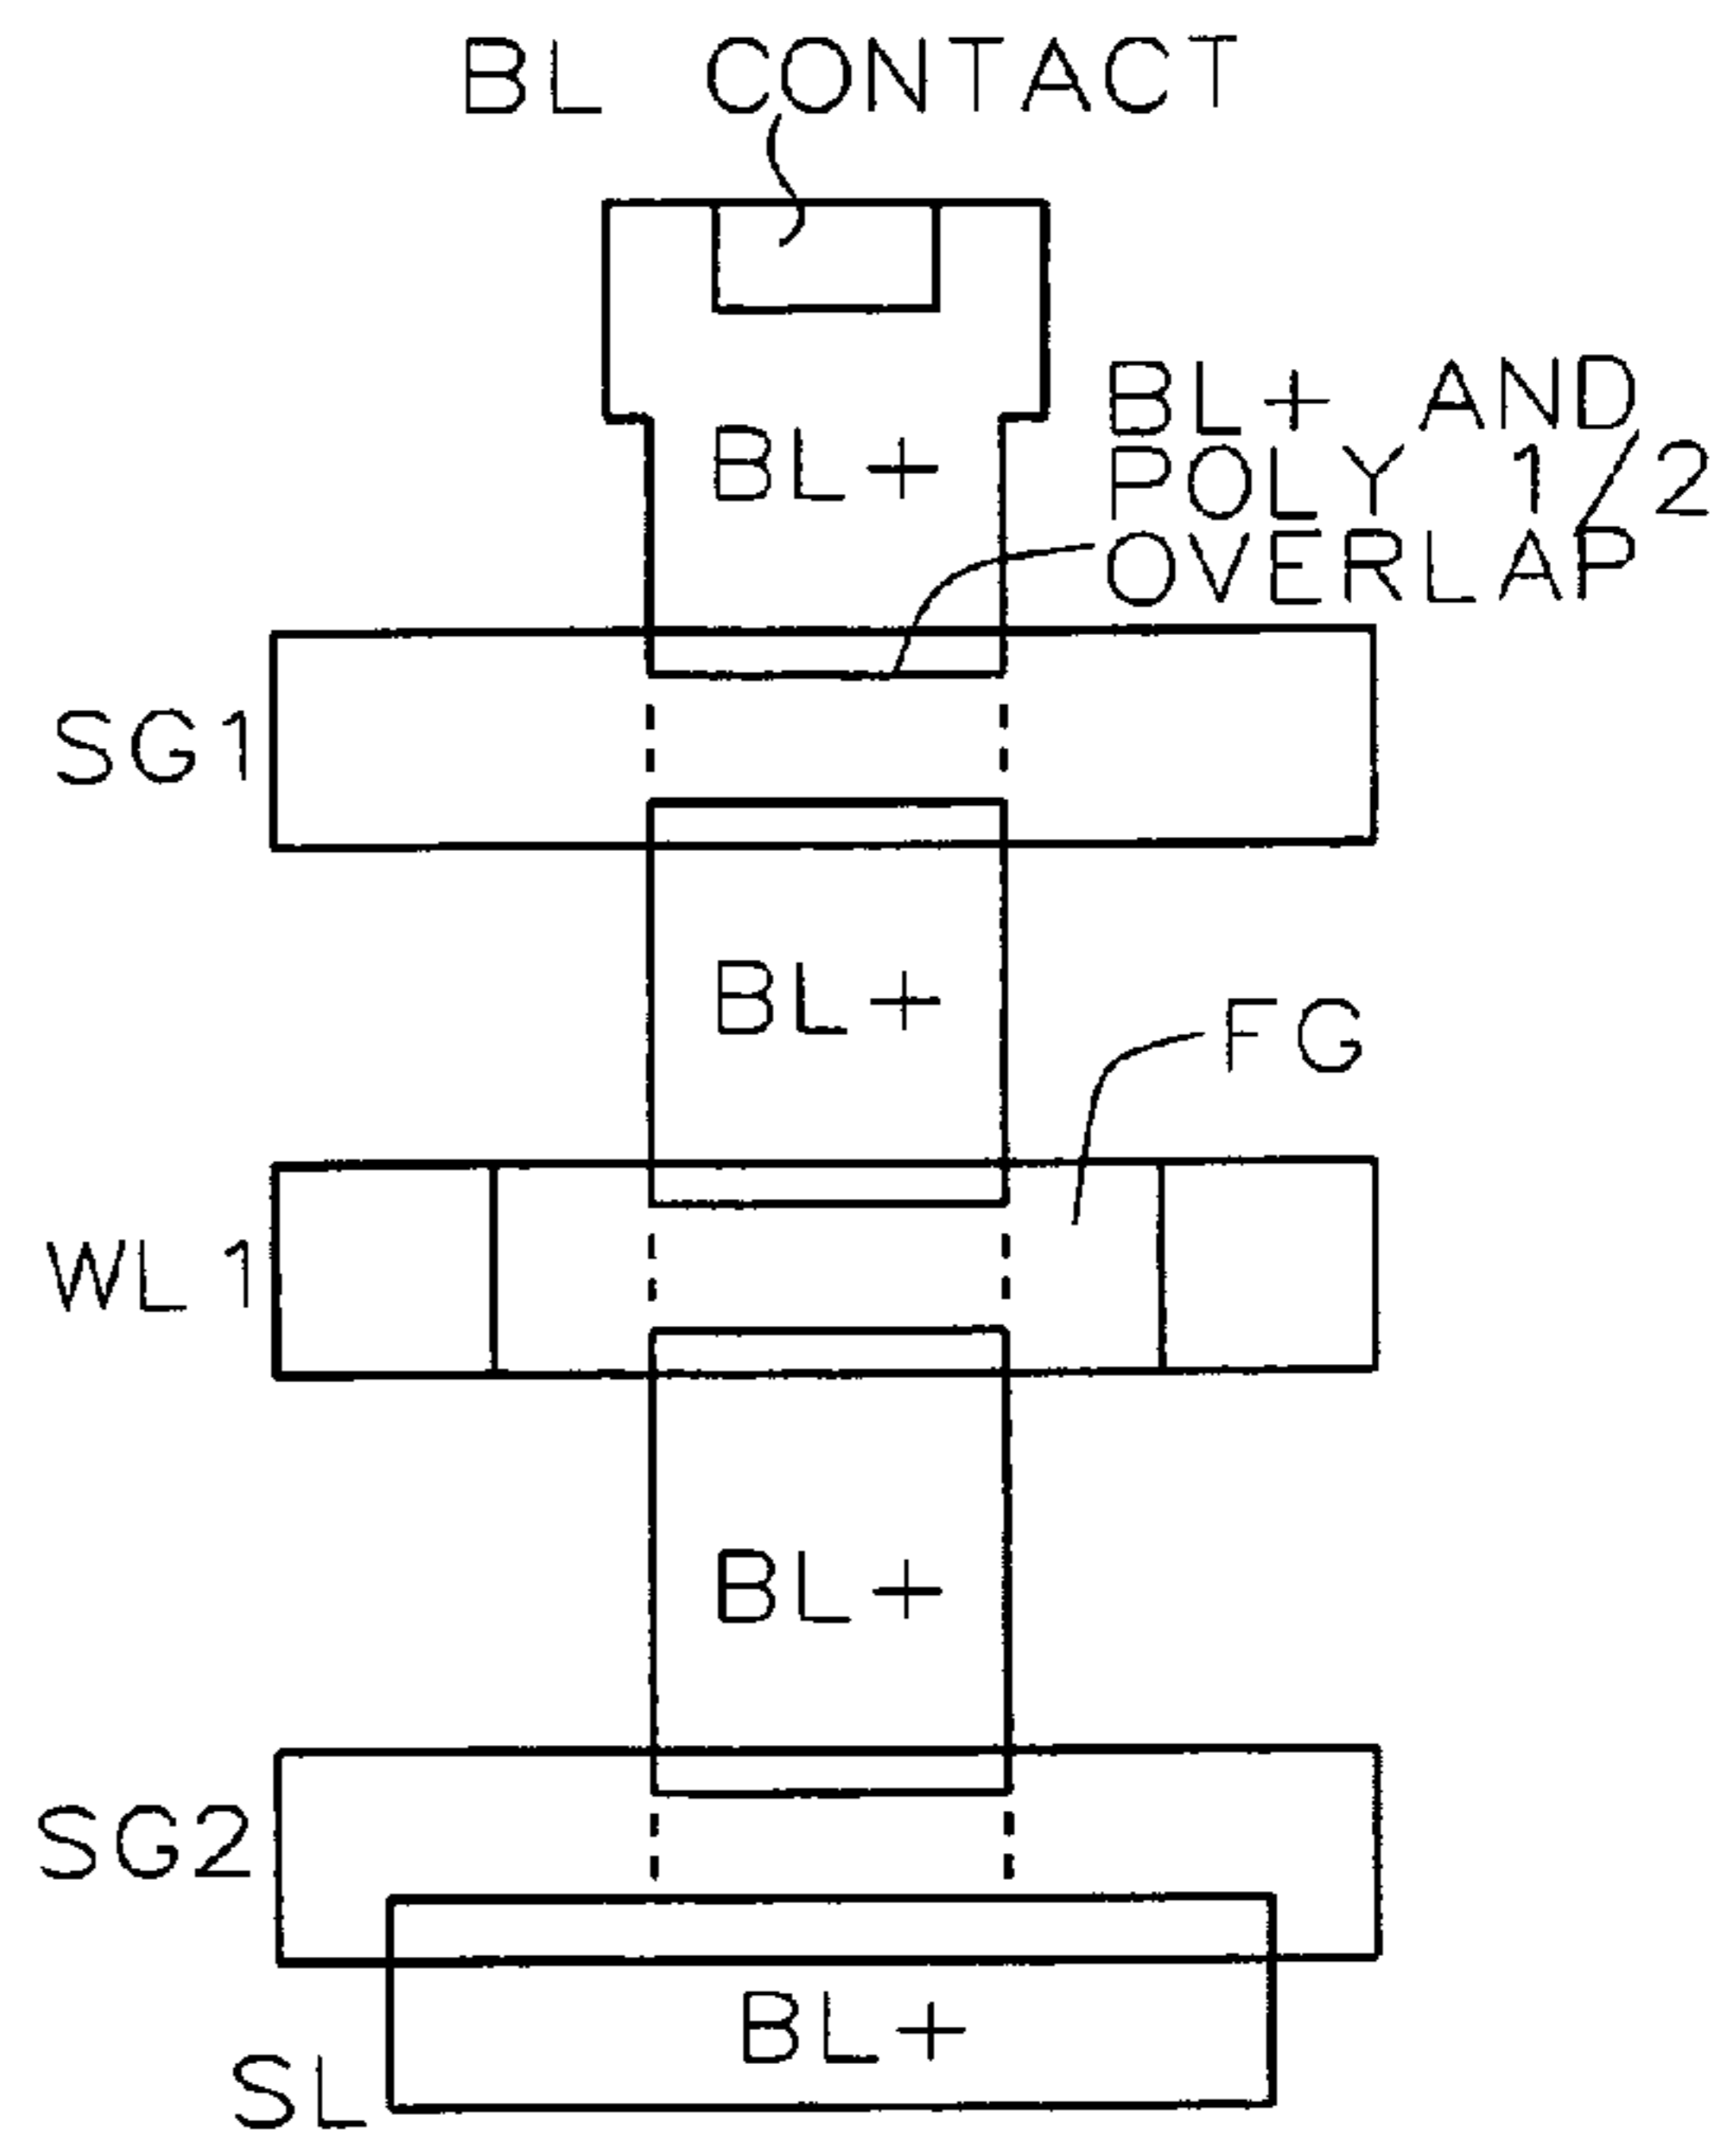 BL CONTACT
BL+ AND
POLY 1/2
OVERLAP
BL+
SG1
BL+
FG
WL1
BL+
SG2
BL+
SL